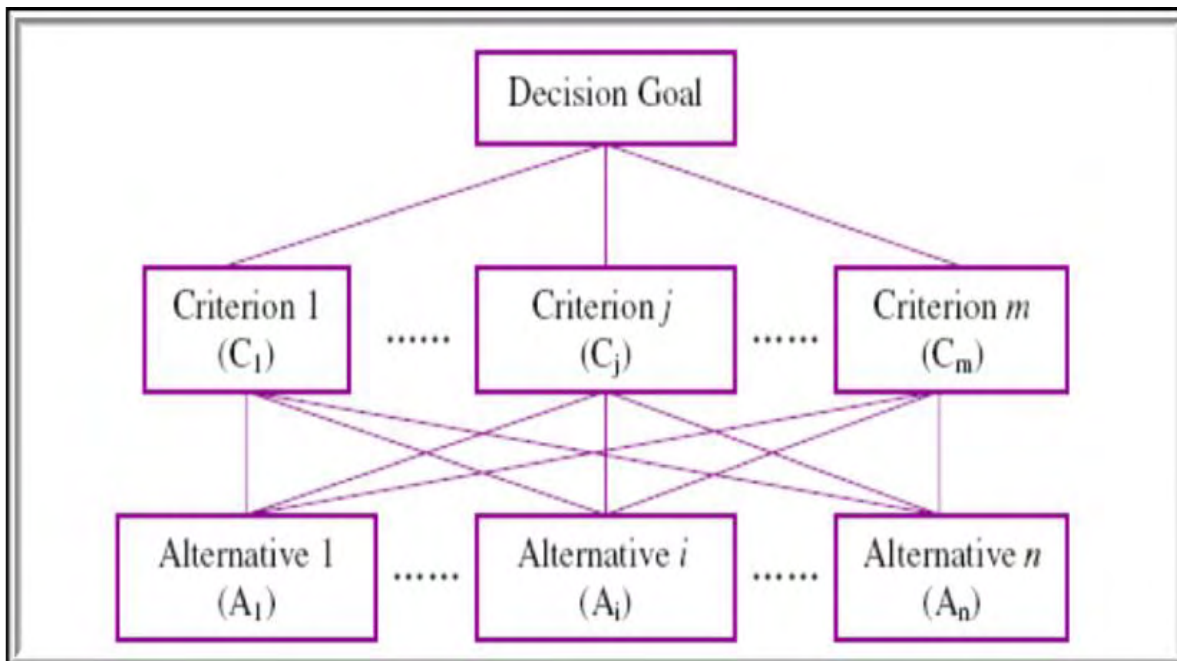 Decision Goal
Criterion 1
(C1)
......
Criterion j
(Cj)
......
Criterion m
(Cm)
Alternative 1
(A1)
......
Alternative i
(Ai)
......
Alternative n
(An)